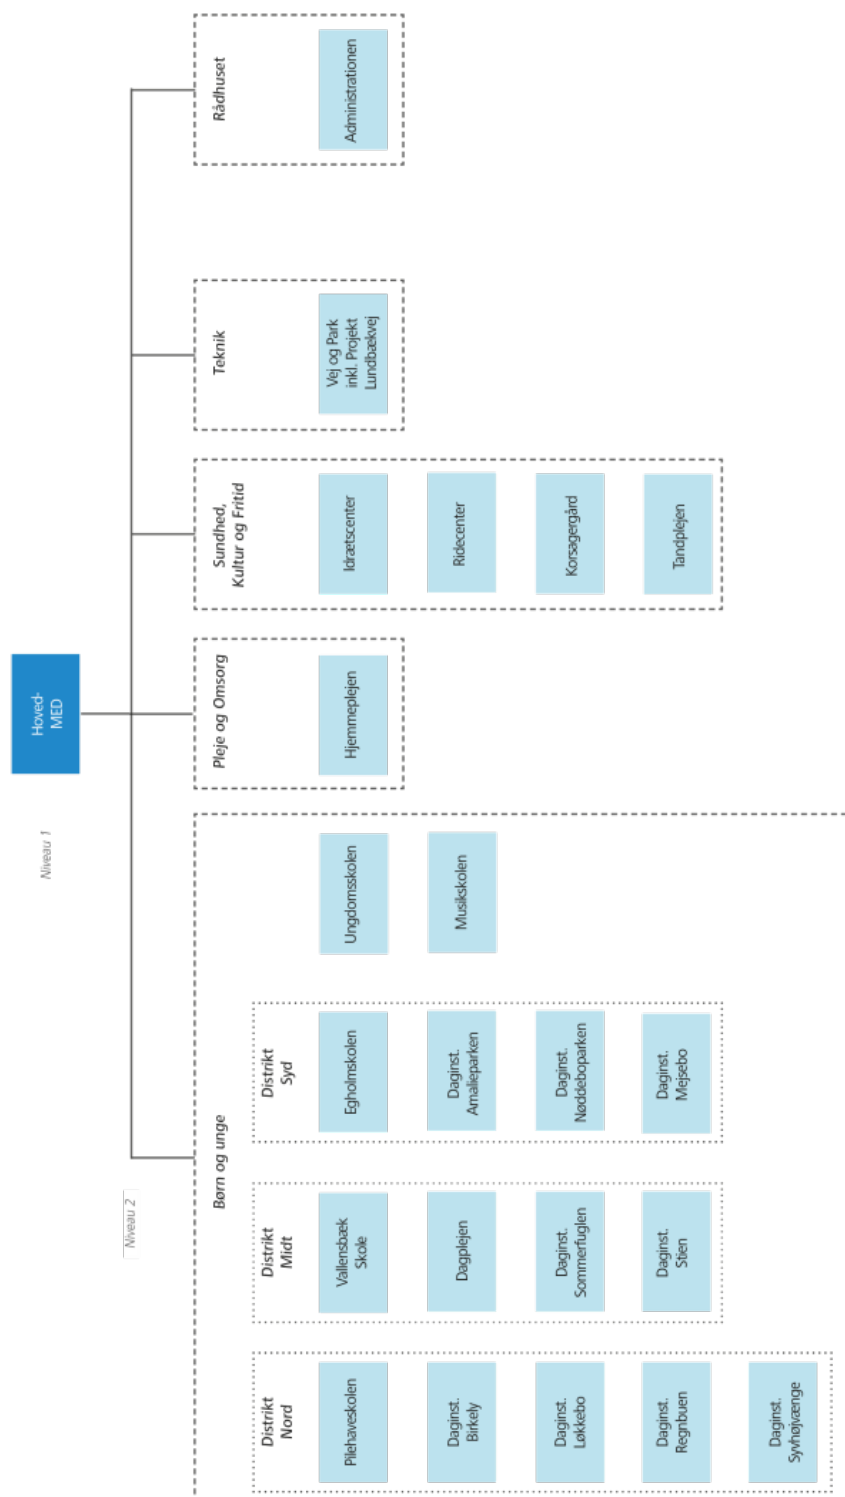 Hoved-
MED
Niveau 1
Niveau 2
Børn og unge
Distrikt
Nord
Pilehaveskolen
Daginst.
Birkely
Daginst.
Løkkebo
Daginst.
Regnbuen
Daginst.
Syvhøjvænge
Distrikt
Midt
Vallensbæk
Skole
Dagplejen
Daginst.
Sommerfuglen
Daginst.
Stien
Distrikt
Syd
Egholmskolen
Daginst.
Amalieparken
Daginst.
Nøddeboparken
Daginst.
Mejsebo
Ungdomsskolen
Musikskolen
Pleje og Omsorg
Hjemmeplejen
Sundhed,
Kultur og Fritid
Idrætscenter
Ridecenter
Korsagergård
Tandplejen
Teknik
Vej og Park
inkl. Projekt
Lundbækvej
Rådhuset
Administrationen